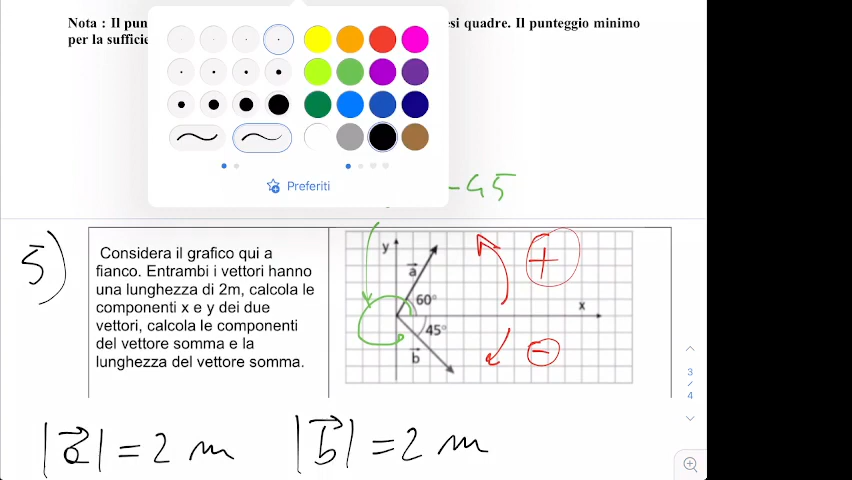 Nota : Il pun esi quadre. Il punteggio minimo
per la sufficie
Preferiti
-45
5)
Considera il grafico qui a
fianco. Entrambi i vettori hanno
una lunghezza di 2m, calcola le
componenti x e y dei due
vettori, calcola le componenti
del vettore somma e la
lunghezza del vettore somma.
y
a
60°
x
45°
b
+
-
3
/
4
|a| = 2 m |b| = 2 m